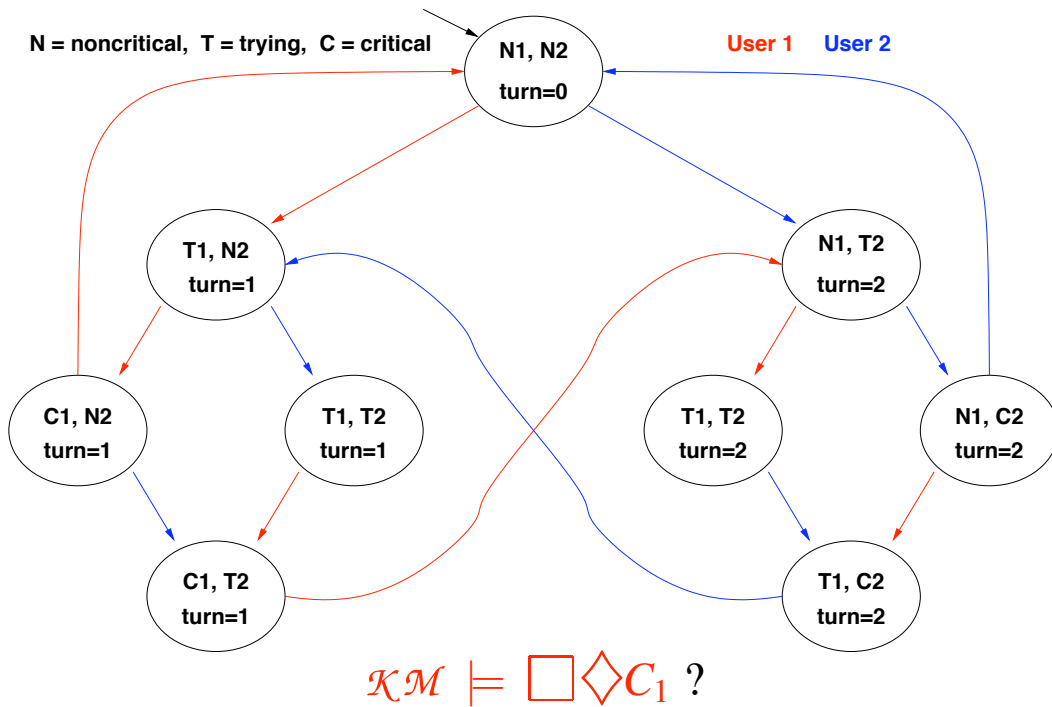 N = noncritical, T = trying, C = critical
User 1 User 2
N1, N2
turn=0
T1, N2
turn=1
N1, T2
turn=2
C1, N2
turn=1
T1, T2
turn=1
T1, T2
turn=2
N1, C2
turn=2
C1, T2
turn=1
T1, C2
turn=2
𝒦ℳ ⊨ □◇C₁ ?